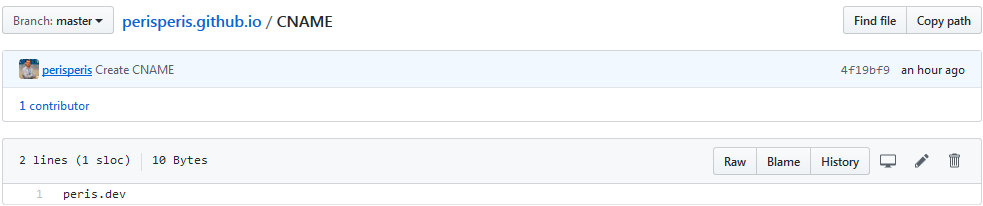 Branch: master perisperis.github.io / CNAME Find file Copy path
perisperis Create CNAME 4f19bf9 an hour ago
1 contributor
2 lines (1 sloc) 10 Bytes Raw Blame History
1 peris.dev